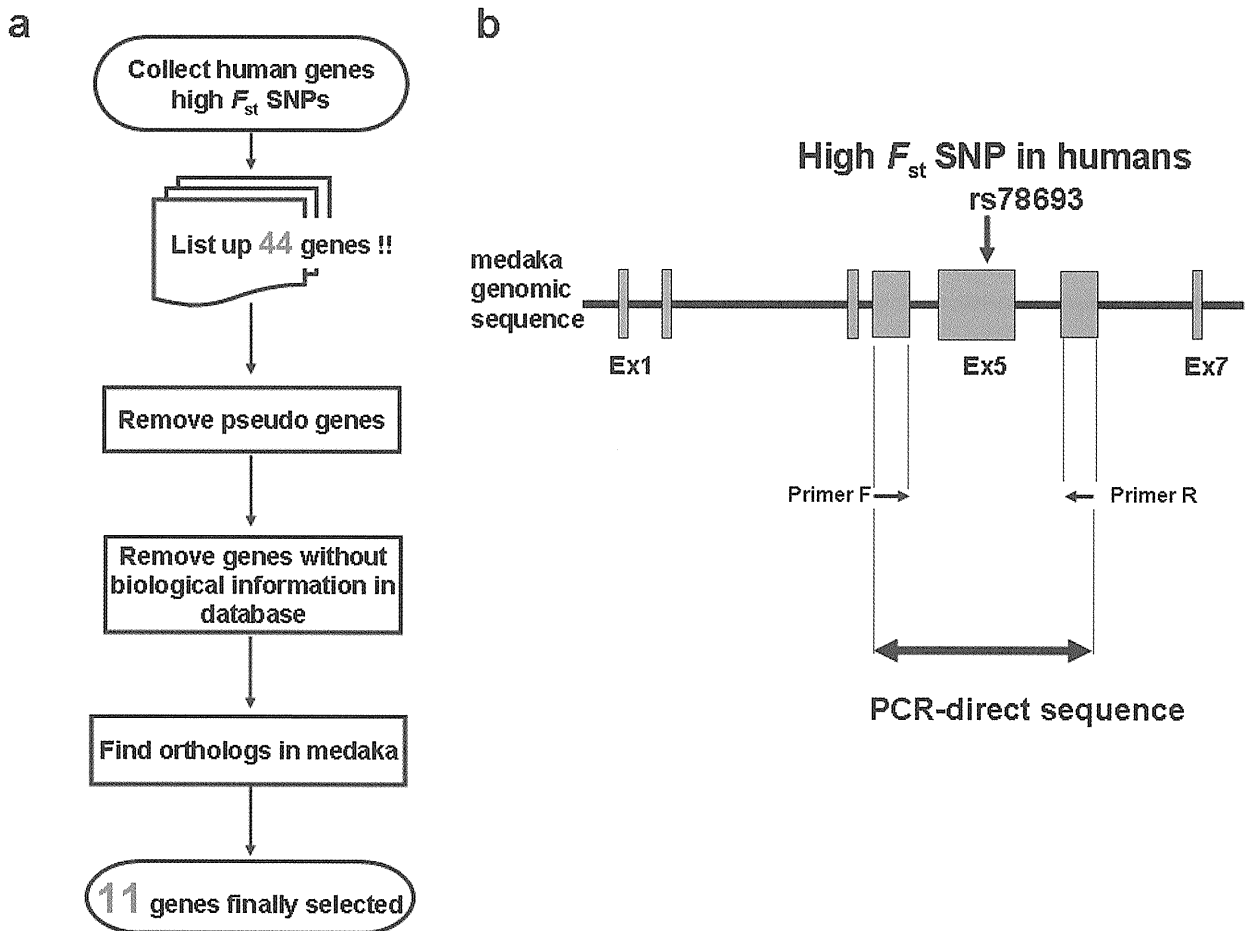 a
Collect human genes
high Fst SNPs
List up 44 genes !!
Remove pseudo genes
Remove genes without
biological information in
database
Find orthologs in medaka
11 genes finally selected
b
High Fst SNP in humans
rs78693
medaka
genomic
sequence
Ex1
Ex5
Ex7
Primer F
Primer R
PCR-direct sequence